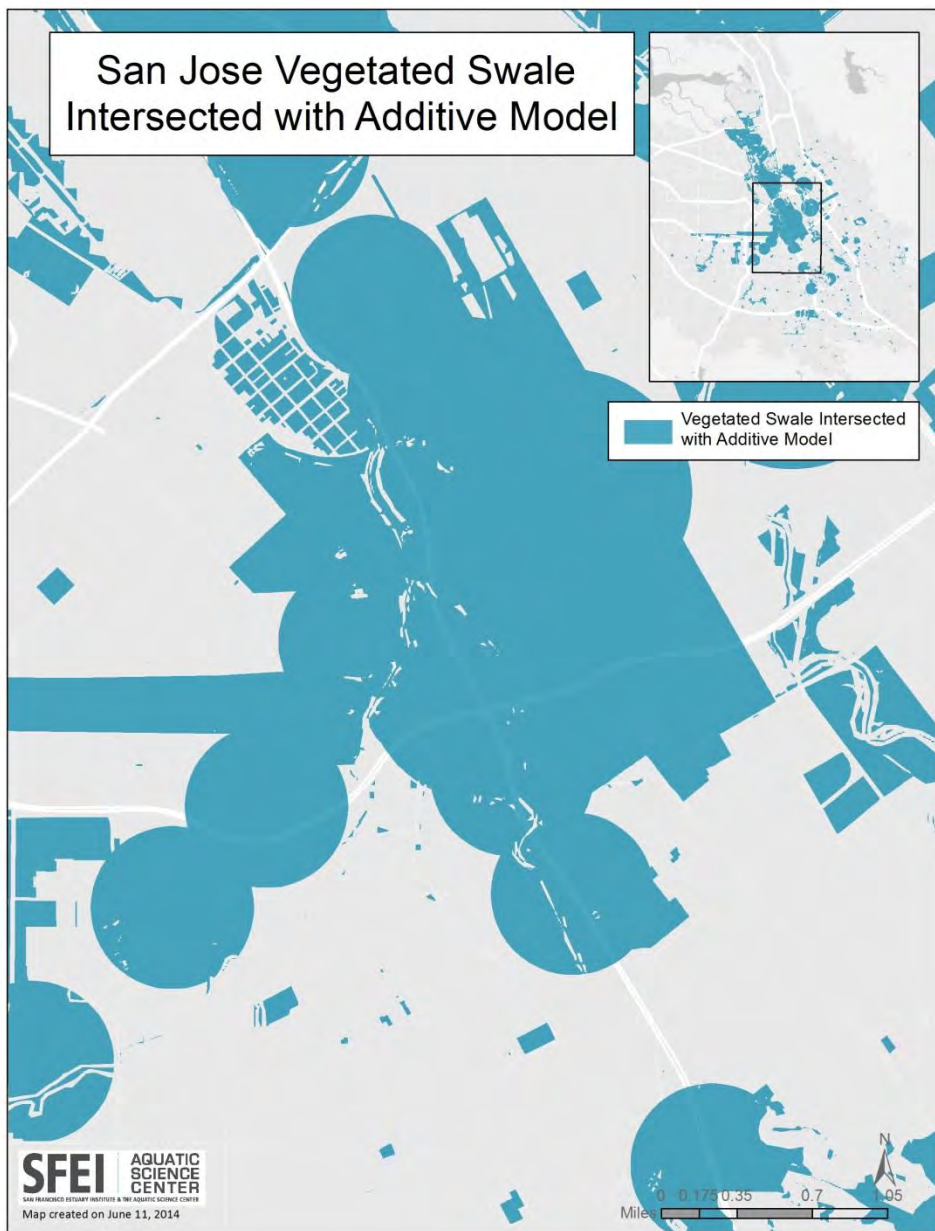 San Jose Vegetated Swale
Intersected with Additive Model
Vegetated Swale Intersected
with Additive Model
SFEI
AQUATIC
SCIENCE
CENTER
SAN FRANCISCO ESTUARY INSTITUTE & THE AQUATIC SCIENCE CENTER
Map created on June 11, 2014
N
0 0.175 0.35 0.7 1.05
Miles